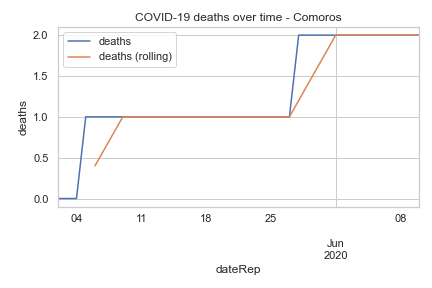 COVID-19 deaths over time - Comoros
deaths
deaths (rolling)
2.0
1.5
1.0
0.5
0.0
deaths
04 11 18 25 08
Jun
2020
dateRep